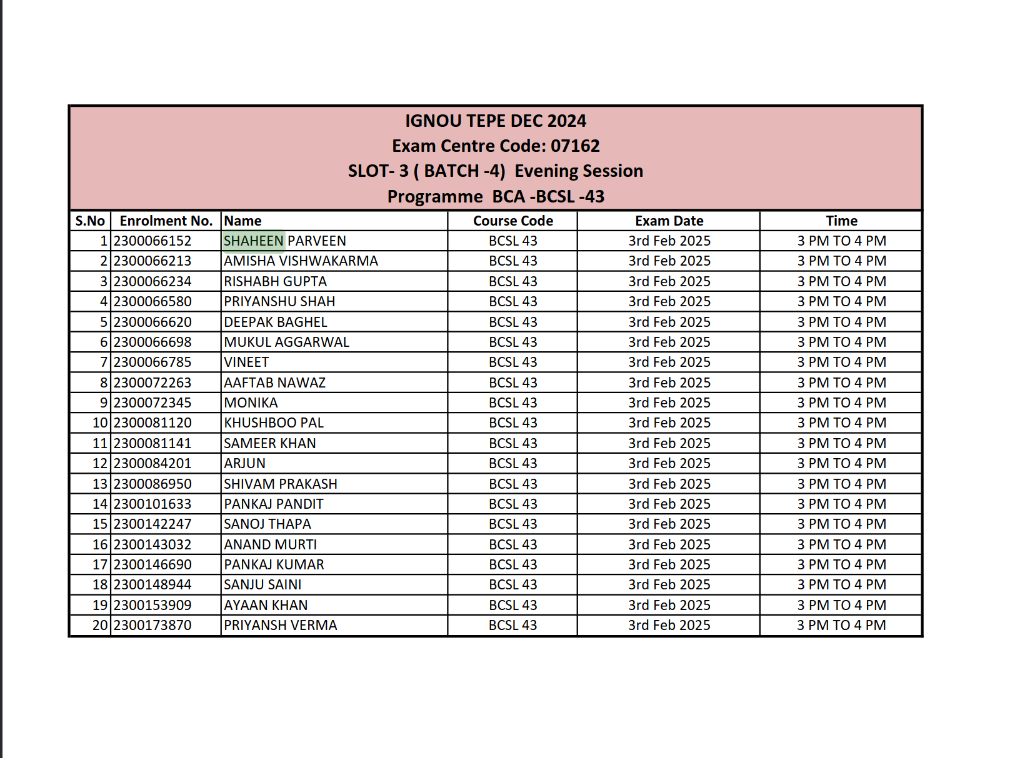 IGNOU TEPE DEC 2024
Exam Centre Code: 07162
SLOT- 3 ( BATCH -4)  Evening Session
Programme  BCA -BCSL -43
S.No Enrolment No. Name Course Code Exam Date Time
1 2300066152 SHAHEEN PARVEEN BCSL 43 3rd Feb 2025 3 PM TO 4 PM
2 2300066213 AMISHA VISHWAKARMA BCSL 43 3rd Feb 2025 3 PM TO 4 PM
3 2300066234 RISHABH GUPTA BCSL 43 3rd Feb 2025 3 PM TO 4 PM
4 2300066580 PRIYANSHU SHAH BCSL 43 3rd Feb 2025 3 PM TO 4 PM
5 2300066620 DEEPAK BAGHEL BCSL 43 3rd Feb 2025 3 PM TO 4 PM
6 2300066698 MUKUL AGGARWAL BCSL 43 3rd Feb 2025 3 PM TO 4 PM
7 2300066785 VINEET BCSL 43 3rd Feb 2025 3 PM TO 4 PM
8 2300072263 AAFTAB NAWAZ BCSL 43 3rd Feb 2025 3 PM TO 4 PM
9 2300072345 MONIKA BCSL 43 3rd Feb 2025 3 PM TO 4 PM
10 2300081120 KHUSHBOO PAL BCSL 43 3rd Feb 2025 3 PM TO 4 PM
11 2300081141 SAMEER KHAN BCSL 43 3rd Feb 2025 3 PM TO 4 PM
12 2300084201 ARJUN BCSL 43 3rd Feb 2025 3 PM TO 4 PM
13 2300086950 SHIVAM PRAKASH BCSL 43 3rd Feb 2025 3 PM TO 4 PM
14 2300101633 PANKAJ PANDIT BCSL 43 3rd Feb 2025 3 PM TO 4 PM
15 2300142247 SANOJ THAPA BCSL 43 3rd Feb 2025 3 PM TO 4 PM
16 2300143032 ANAND MURTI BCSL 43 3rd Feb 2025 3 PM TO 4 PM
17 2300146690 PANKAJ KUMAR BCSL 43 3rd Feb 2025 3 PM TO 4 PM
18 2300148944 SANJU SAINI BCSL 43 3rd Feb 2025 3 PM TO 4 PM
19 2300153909 AYAAN KHAN BCSL 43 3rd Feb 2025 3 PM TO 4 PM
20 2300173870 PRIYANSH VERMA BCSL 43 3rd Feb 2025 3 PM TO 4 PM